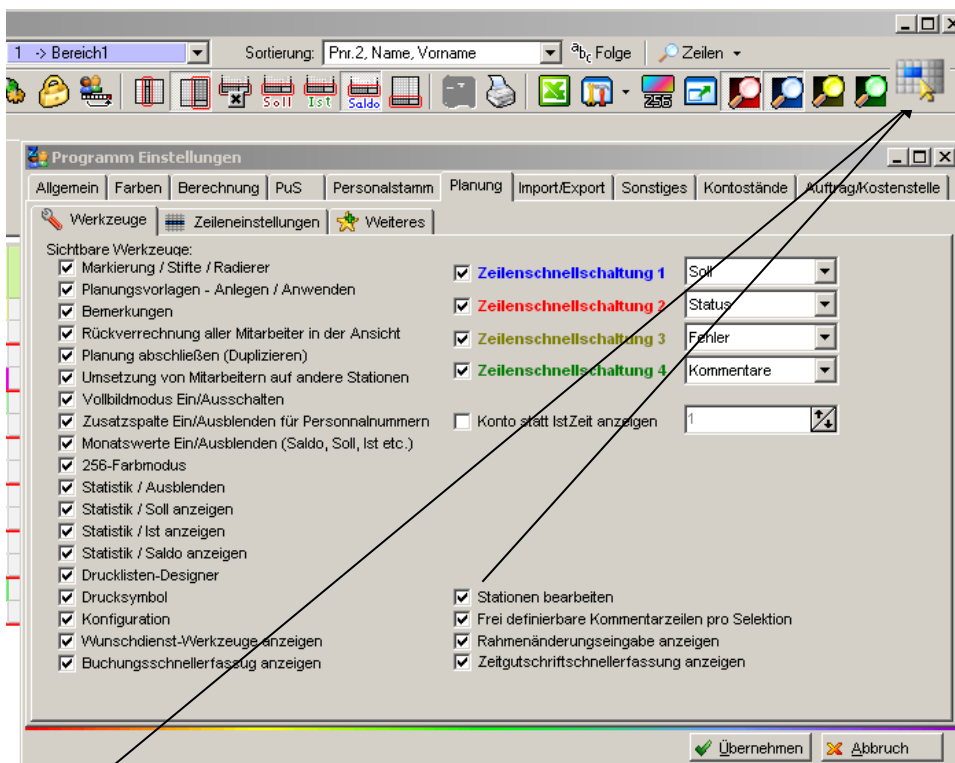 1 -> Bereich1 Sortierung: Pnr.2, Name, Vorname abc Folge Zeilen
Soll Ist Saldo 256
Programm Einstellungen
Allgemein Farben Berechnung PuS Personalstamm Planung Import/Export Sonstiges Kontostände Auftrag/Kostenstelle
Werkzeuge Zeileneinstellungen Weiteres
Sichtbare Werkzeuge:
Markierung / Stifte / Radierer
Planungsvorlagen - Anlegen / Anwenden
Bemerkungen
Rückverrechnung aller Mitarbeiter in der Ansicht
Planung abschließen (Duplizieren)
Umsetzung von Mitarbeitern auf andere Stationen
Vollbildmodus Ein/Ausschalten
Zusatzspalte Ein/Ausblenden für Personnalnummern
Monatswerte Ein/Ausblenden (Saldo, Soll, Ist etc.)
256-Farbmodus
Statistik / Ausblenden
Statistik / Soll anzeigen
Statistik / Ist anzeigen
Statistik / Saldo anzeigen
Drucklisten-Designer
Drucksymbol
Konfiguration
Wunschdienst-Werkzeuge anzeigen
Buchungsschnellerfassug anzeigen
Zeilenschnellschaltung 1 Soll
Zeilenschnellschaltung 2 Status
Zeilenschnellschaltung 3 Fehler
Zeilenschnellschaltung 4 Kommentare
Konto statt IstZeit anzeigen 1
Stationen bearbeiten
Frei definierbare Kommentarzeilen pro Selektion
Rahmenänderungseingabe anzeigen
Zeitgutschriftschnellerfassung anzeigen
Übernehmen Abbruch